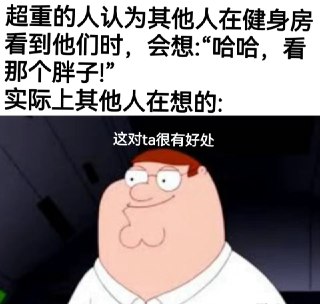 超重的人认为其他人在健身房
看到他们时，会想:“哈哈，看
那个胖子!”
实际上其他人在想的:
这对ta很有好处